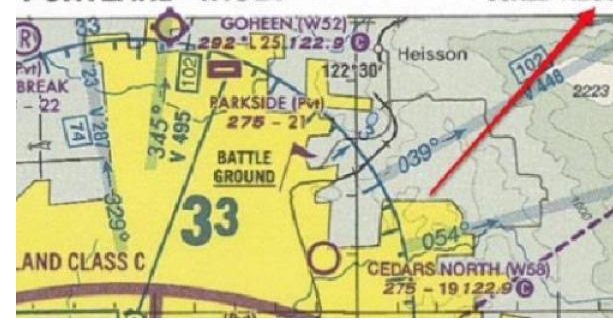 GOHEEN (W52)
292 *L 25 122.9 C
R
33
Heisson
122°30'
102
102
V 448
2223
BREAK
- 22
V 23
PARKSIDE (Pvt)
275 - 21
345°
V 495
74
V 287
BATTLE
GROUND
039°
33
329°
054°
LAND CLASS C
CEDARS NORTH (W58)
275 - 19 122.9 C